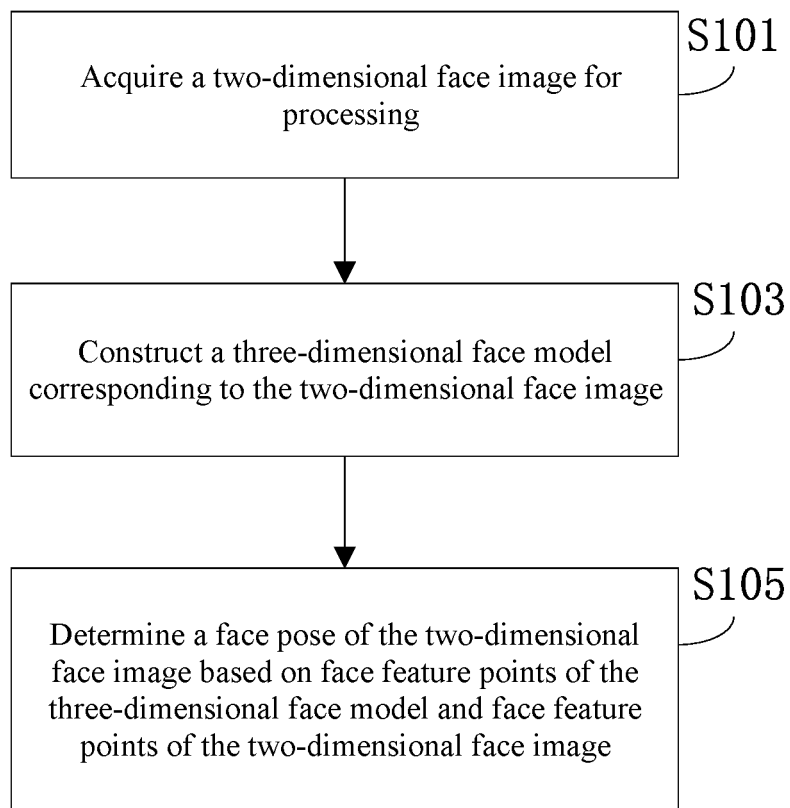 S101
Acquire a two-dimensional face image for
processing
S103
Construct a three-dimensional face model
corresponding to the two-dimensional face image
S105
Determine a face pose of the two-dimensional
face image based on face feature points of the
three-dimensional face model and face feature
points of the two-dimensional face image